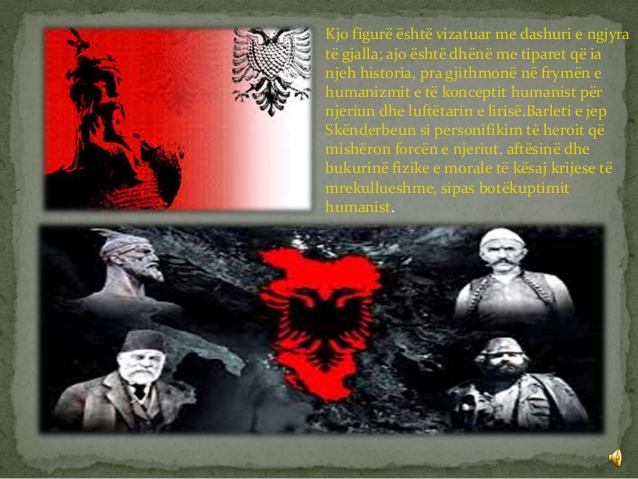 Kjo figurë është vizatuar me dashuri e ngjyra
të gjalla; ajo është dhënë me tiparet që ia
njeh historia, pra gjithmonë në frymën e
humanizmit e të konceptit humanist për
njeriun dhe luftëtarin e lirisë.Barleti e jep
Skënderbeun si personifikim të heroit që
mishëron forcën e njeriut, aftësinë dhe
bukurinë fizike e morale të kësaj krijese të
mrekullueshme, sipas botëkuptimit
humanist.